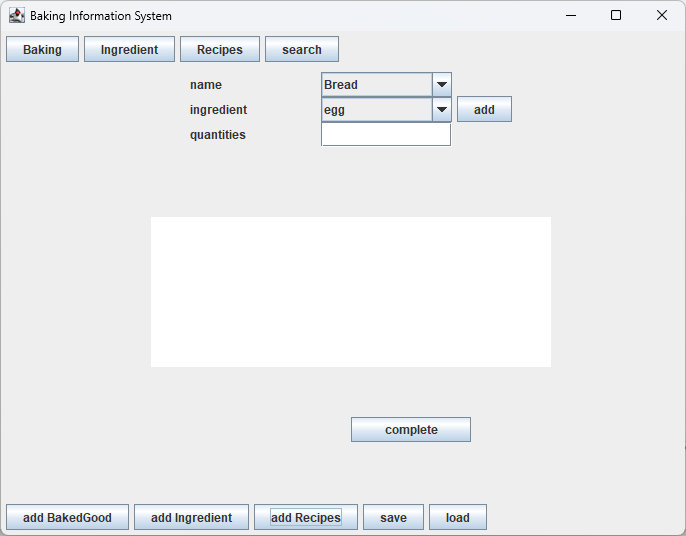 Baking Information System
Baking Ingredient Recipes search
name Bread
ingredient egg add
quantities
complete
add BakedGood add Ingredient add Recipes save load